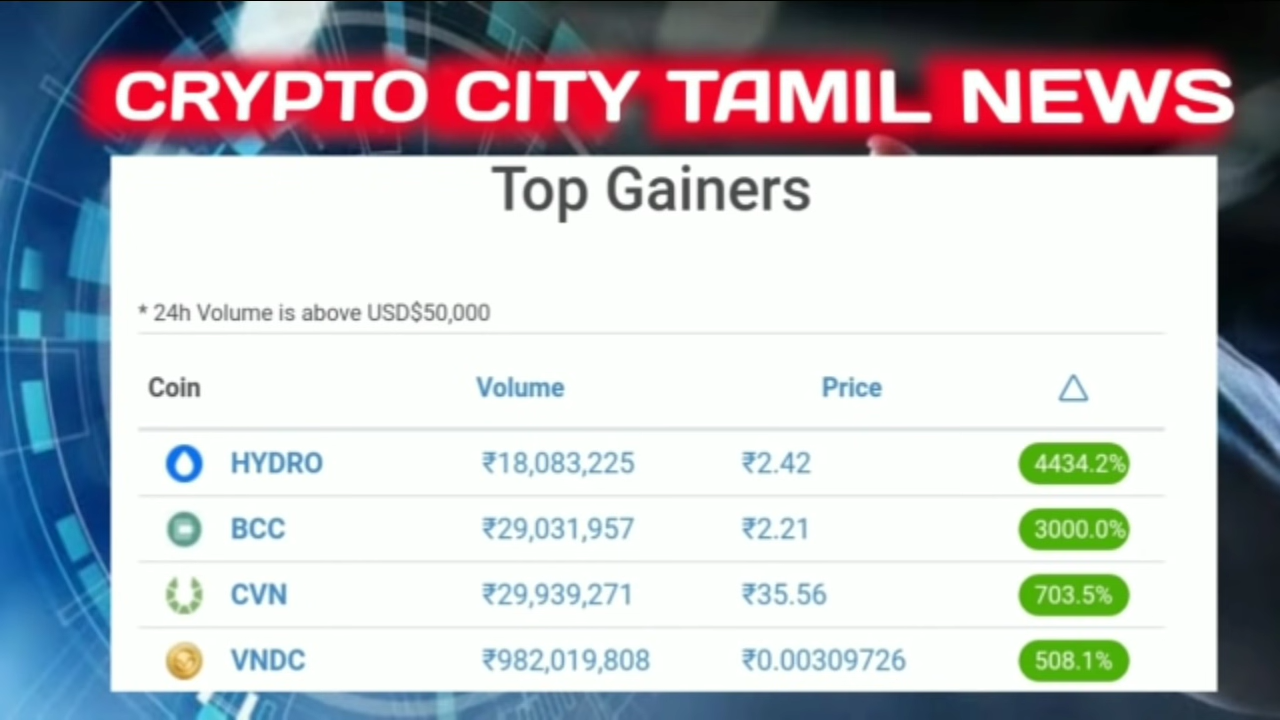 CRYPTO CITY TAMIL NEWS
Top Gainers
* 24h Volume is above USD$50,000
Coin Volume Price △
HYDRO ₹18,083,225 ₹2.42 4434.2%
BCC ₹29,031,957 ₹2.21 3000.0%
CVN ₹29,939,271 ₹35.56 703.5%
VNDC ₹982,019,808 ₹0.00309726 508.1%